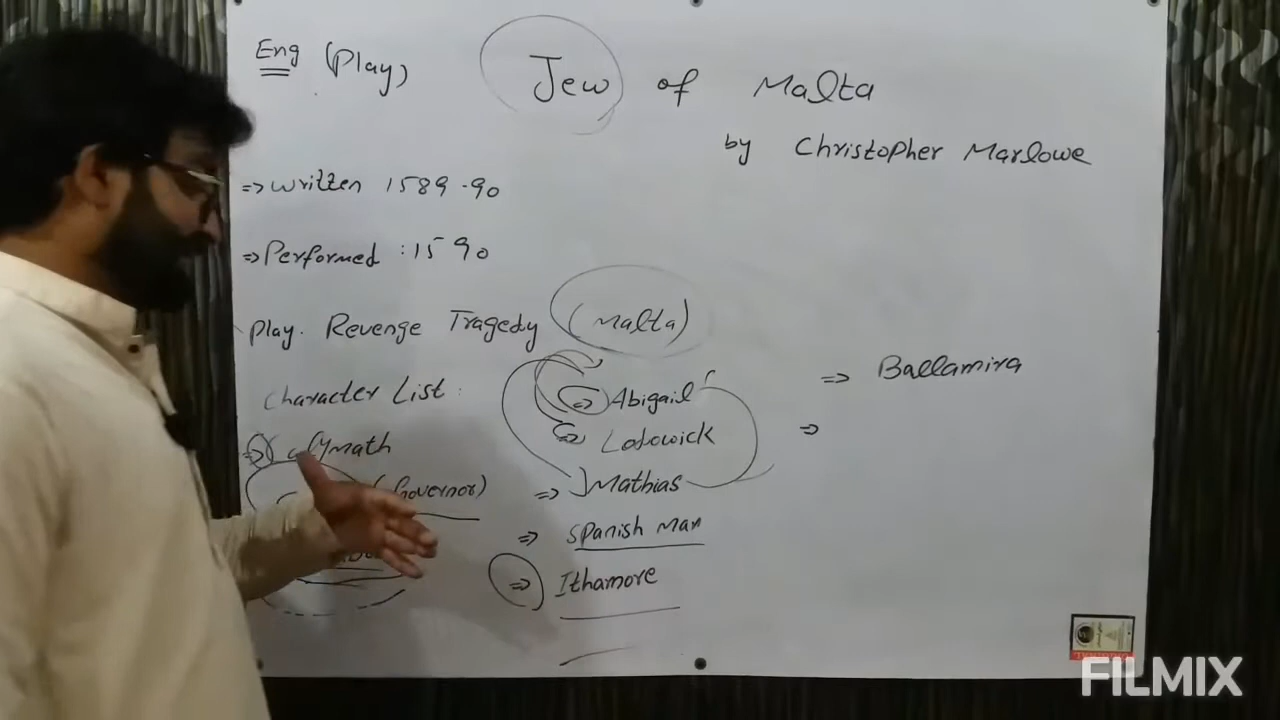 Eng (Play) Jew of Malta
by Christopher Marlowe
⇒ Written 1589-90
⇒ Performed : 1590
Play. Revenge Tragedy (Malta)
Character List :
⇒ Calymath
(Governor)
⇒ Abigail
⇒ Lodowick
⇒ Mathias
⇒ Spanish Man
⇒ Ithamore
⇒ Ballamira
⇒
FILMIX